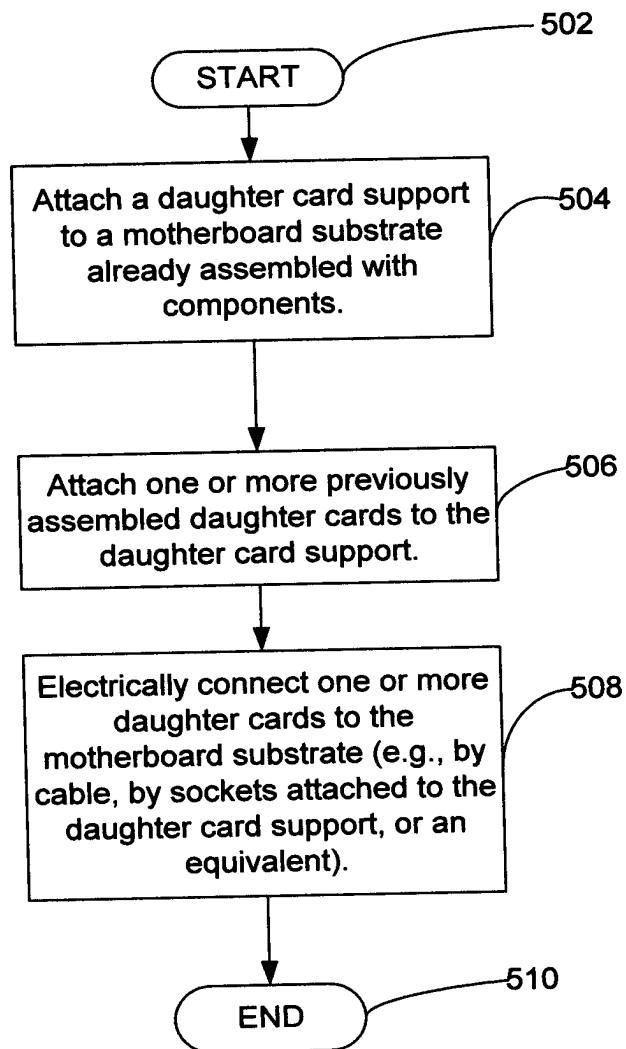 502
START
Attach a daughter card support
to a motherboard substrate
already assembled with
components.
504
Attach one or more previously
assembled daughter cards to the
daughter card support.
506
Electrically connect one or more
daughter cards to the
motherboard substrate (e.g., by
cable, by sockets attached to the
daughter card support, or an
equivalent).
508
END
510